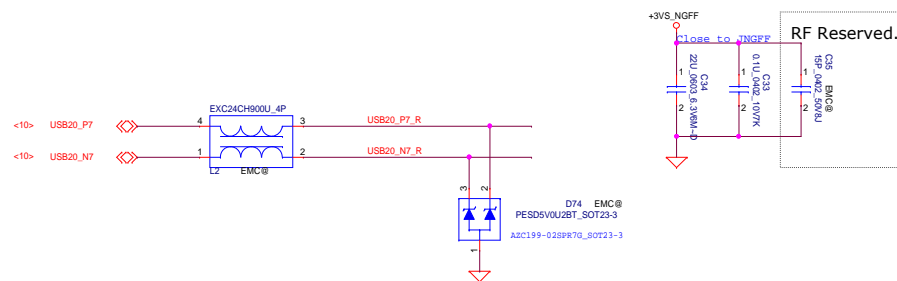 +3VS_NGFF
Close to JNGFF
RF Reserved.
1
2
C34
22U_0603_6.3V6M~D
1
2
C33
0.1U_0402_10V7K
1
2
C35
15P_0402_50V8J
EMC@
EXC24CH900U_4P
<10> USB20_P7
4
3
USB20_P7_R
<10> USB20_N7
1
2
USB20_N7_R
L2
EMC@
3
2
D74 EMC@
PESD5V0U2BT_SOT23-3
AZC199-02SPR7G_SOT23-3
1